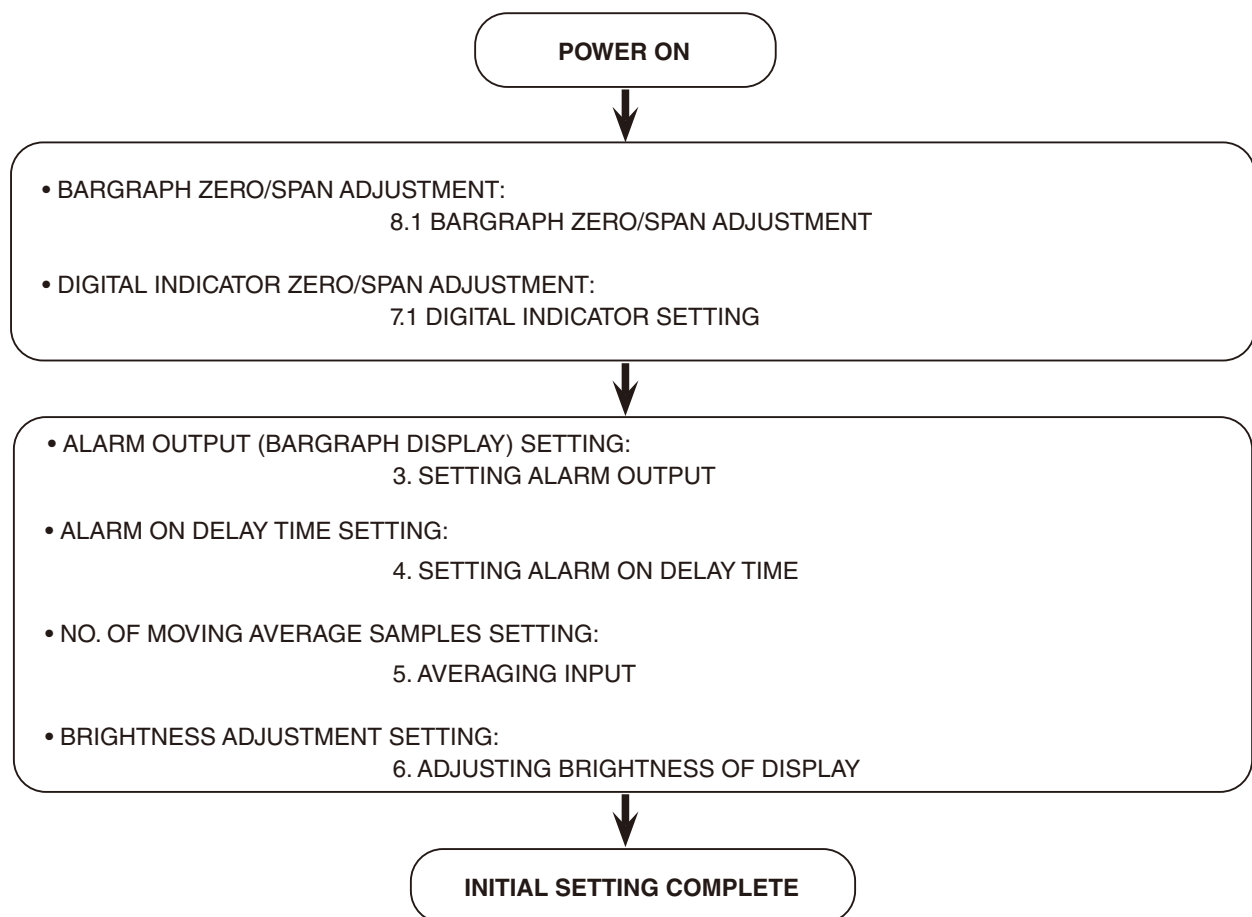 POWER ON
• BARGRAPH ZERO/SPAN ADJUSTMENT:
8.1 BARGRAPH ZERO/SPAN ADJUSTMENT
• DIGITAL INDICATOR ZERO/SPAN ADJUSTMENT:
7.1 DIGITAL INDICATOR SETTING
• ALARM OUTPUT (BARGRAPH DISPLAY) SETTING:
3. SETTING ALARM OUTPUT
• ALARM ON DELAY TIME SETTING:
4. SETTING ALARM ON DELAY TIME
• NO. OF MOVING AVERAGE SAMPLES SETTING:
5. AVERAGING INPUT
• BRIGHTNESS ADJUSTMENT SETTING:
6. ADJUSTING BRIGHTNESS OF DISPLAY
INITIAL SETTING COMPLETE